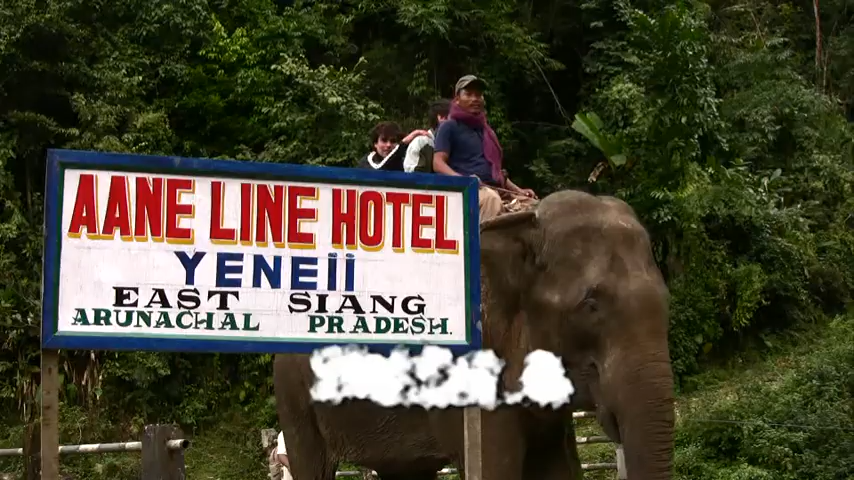 AANE LINE HOTEL
YENEii
EAST SIANG
ARUNACHAL PRADESH.